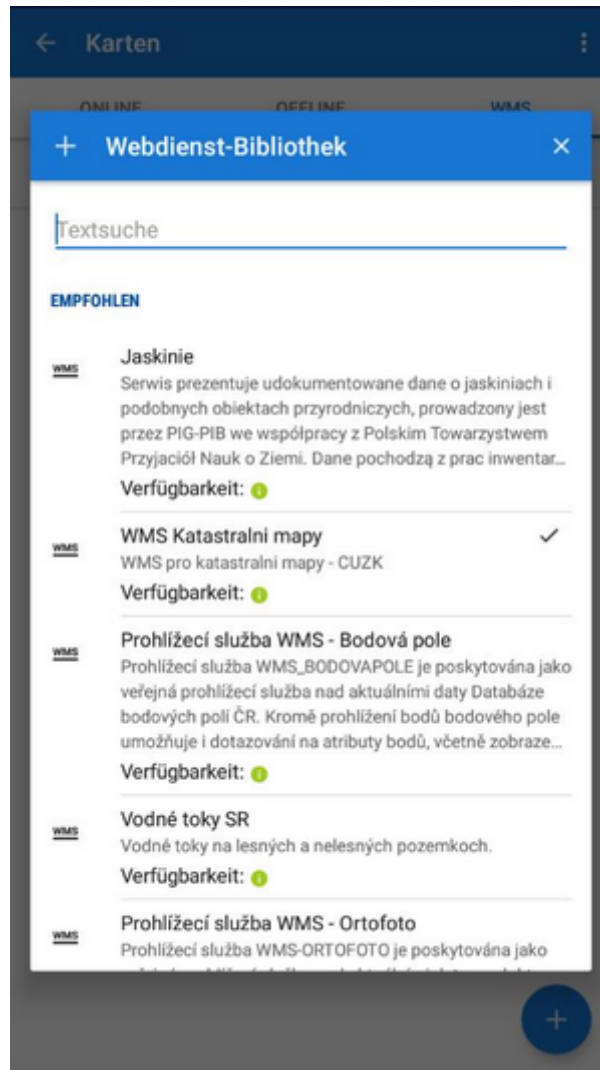 Karten
ONLINE OFFLINE WMS
Webdienst-Bibliothek
Textsuche
EMPFOHLEN
WMS
Jaskinie
Serwis prezentuje udokumentowane dane o jaskiniach i
podobnych obiektach przyrodniczych, prowadzony jest
przez PIG-PIB we współpracy z Polskim Towarzystwem
Przyjaciół Nauk o Ziemi. Dane pochodzą z prac inwentar…
Verfügbarkeit:
WMS
WMS Katastralni mapy
WMS pro katastralni mapy - CUZK
Verfügbarkeit:
WMS
Prohlížecí služba WMS - Bodová pole
Prohlížecí služba WMS_BODOVAPOLE je poskytována jako
veřejná prohlížecí služba nad aktuálními daty Databáze
bodových polí ČR. Kromě prohlížení bodů bodového pole
umožňuje i dotazování na atributy bodů, včetně zobraze…
Verfügbarkeit:
WMS
Vodné toky SR
Vodné toky na lesných a nelesných pozemkoch.
Verfügbarkeit:
WMS
Prohlížecí služba WMS - Ortofoto
Prohlížecí služba WMS-ORTOFOTO je poskytována jako